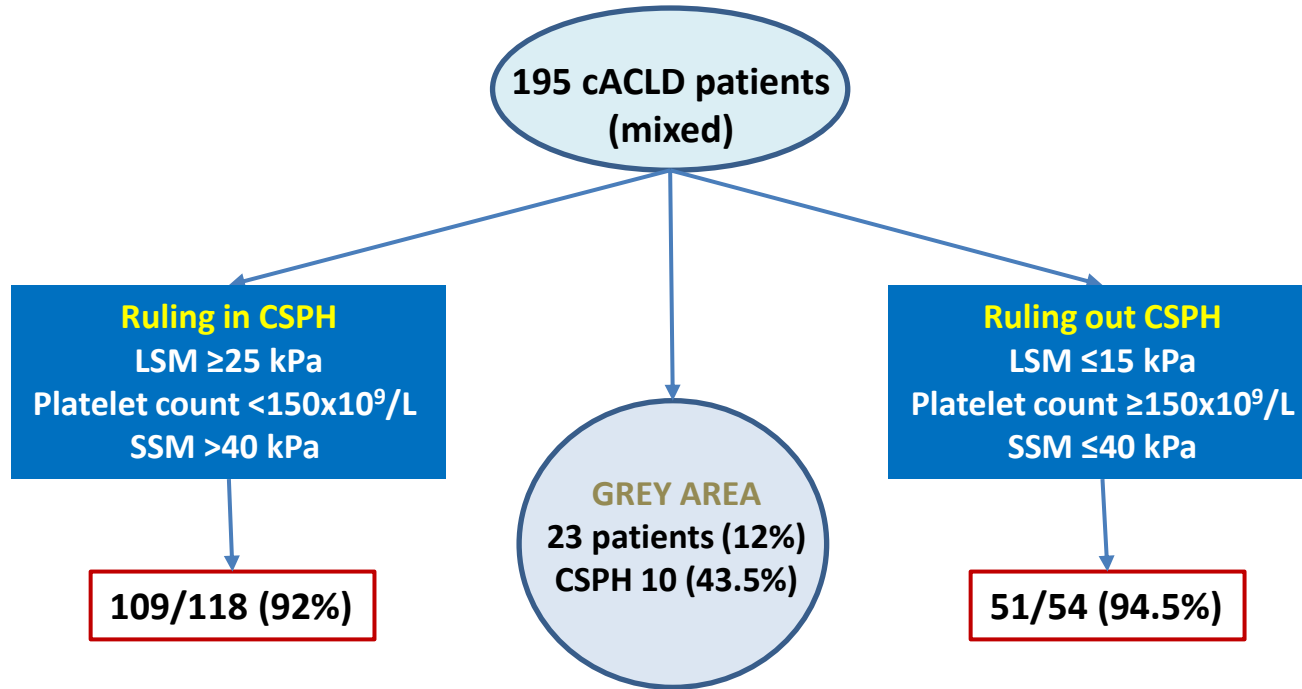 195 cACLD patients
(mixed)
Ruling in CSPH
LSM ≥25 kPa
Platelet count <150x10⁹/L
SSM >40 kPa
109/118 (92%)
GREY AREA
23 patients (12%)
CSPH 10 (43.5%)
Ruling out CSPH
LSM ≤15 kPa
Platelet count ≥150x10⁹/L
SSM ≤40 kPa
51/54 (94.5%)